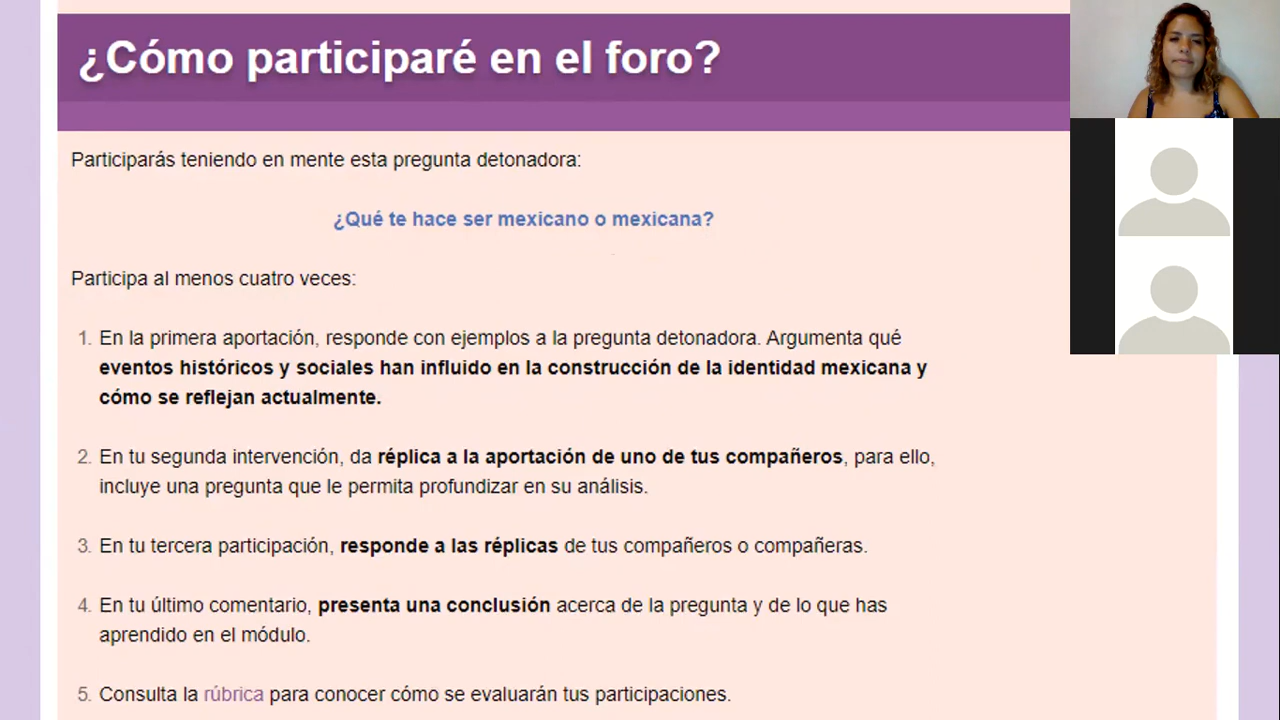 ¿Cómo participaré en el foro?
Participarás teniendo en mente esta pregunta detonadora:
¿Qué te hace ser mexicano o mexicana?
Participa al menos cuatro veces:
1. En la primera aportación, responde con ejemplos a la pregunta detonadora. Argumenta qué
eventos históricos y sociales han influido en la construcción de la identidad mexicana y
cómo se reflejan actualmente.
2. En tu segunda intervención, da réplica a la aportación de uno de tus compañeros, para ello,
incluye una pregunta que le permita profundizar en su análisis.
3. En tu tercera participación, responde a las réplicas de tus compañeros o compañeras.
4. En tu último comentario, presenta una conclusión acerca de la pregunta y de lo que has
aprendido en el módulo.
5. Consulta la rúbrica para conocer cómo se evaluarán tus participaciones.